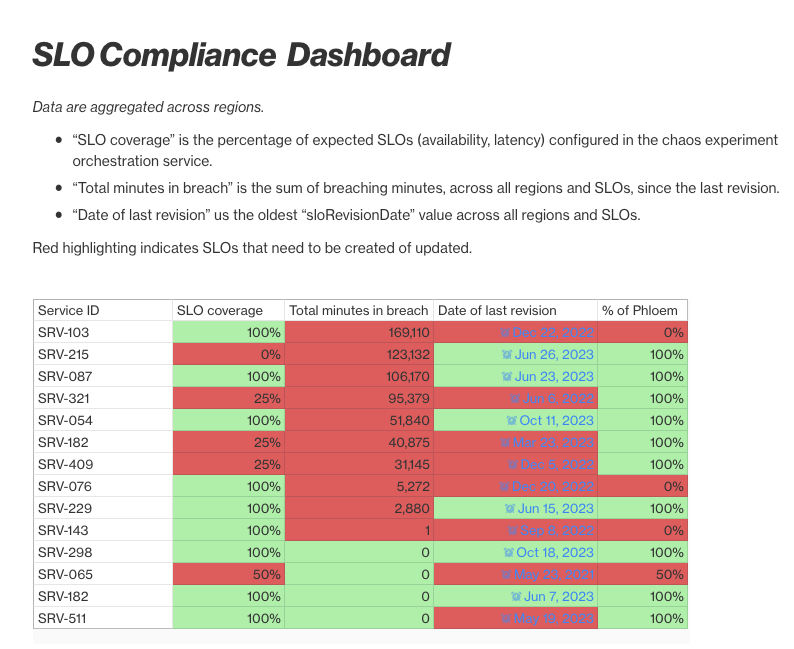 SLO Compliance Dashboard
Data are aggregated across regions.
• “SLO coverage” is the percentage of expected SLOs (availability, latency) configured in the chaos experiment
orchestration service.
• “Total minutes in breach” is the sum of breaching minutes, across all regions and SLOs, since the last revision.
• “Date of last revision” us the oldest “sloRevisionDate” value across all regions and SLOs.
Red highlighting indicates SLOs that need to be created of updated.
Service ID SLO coverage Total minutes in breach Date of last revision % of Phloem
SRV-103 100% 169,110 Dec 22, 2022 0%
SRV-215 0% 123,132 Jun 26, 2023 100%
SRV-087 100% 106,170 Jun 23, 2023 100%
SRV-321 25% 95,379 Jun 6, 2022 100%
SRV-054 100% 51,840 Oct 11, 2023 100%
SRV-182 25% 40,875 Mar 23, 2023 100%
SRV-409 25% 31,145 Dec 5, 2022 100%
SRV-076 100% 5,272 Dec 20, 2022 0%
SRV-229 100% 2,880 Jun 15, 2023 100%
SRV-143 100% 1 Sep 8, 2022 0%
SRV-298 100% 0 Oct 18, 2023 100%
SRV-065 50% 0 May 23, 2021 50%
SRV-182 100% 0 Jun 7, 2023 100%
SRV-511 100% 0 May 19, 2023 100%